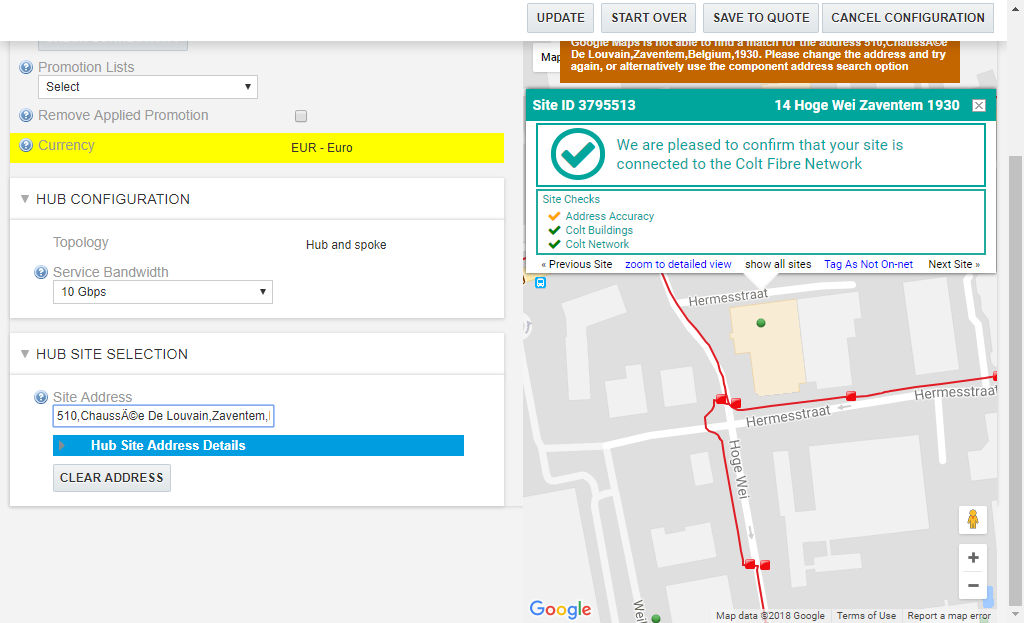 UPDATE
START OVER
SAVE TO QUOTE
CANCEL CONFIGURATION
Promotion Lists
Select
Remove Applied Promotion
Currency
EUR - Euro
HUB CONFIGURATION
Topology
Hub and spoke
Service Bandwidth
10 Gbps
HUB SITE SELECTION
Site Address
510,ChaussÃ©e De Louvain,Zaventem,
Hub Site Address Details
CLEAR ADDRESS
Map
Google Maps is not able to find a match for the address 510,ChaussÃ©e
De Louvain,Zaventem,Belgium,1930. Please change the address and try
again, or alternatively use the component address search option
Site ID 3795513
14 Hoge Wei Zaventem 1930
We are pleased to confirm that your site is
connected to the Colt Fibre Network
Site Checks
Address Accuracy
Colt Buildings
Colt Network
« Previous Site
zoom to detailed view
show all sites
Tag As Not On-net
Next Site »
Hermesstraat
Hermesstraat
Hermesstraat
Hoge Wei
Wei
Google
Map data ©2018 Google
Terms of Use
Report a map error